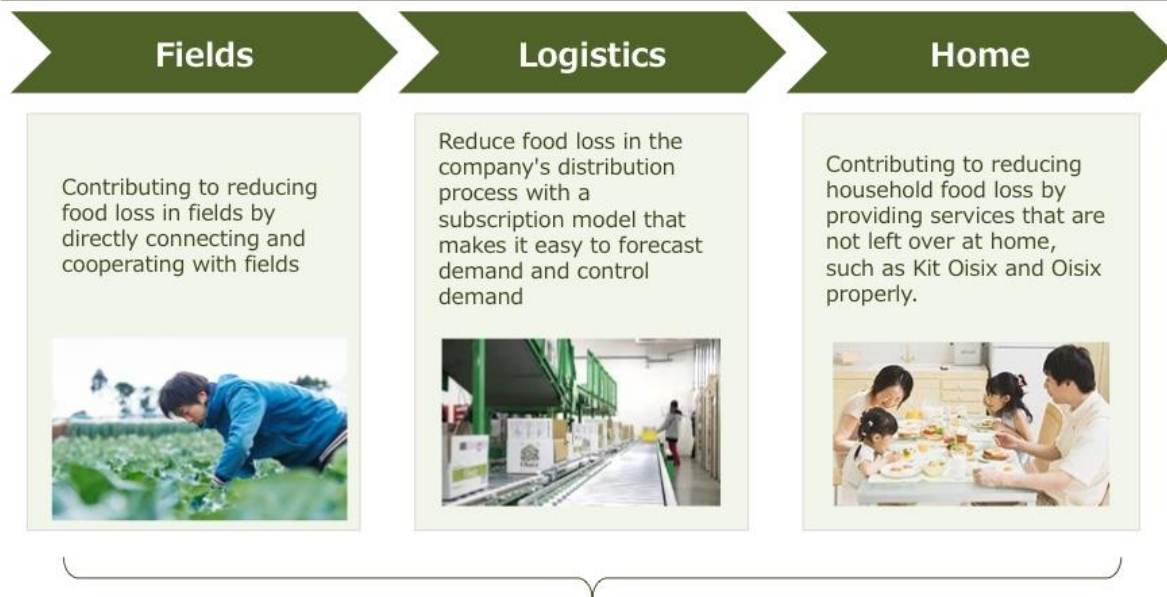 Fields
Logistics
Home
Contributing to reducing
food loss in fields by
directly connecting and
cooperating with fields
Reduce food loss in the
company's distribution
process with a
subscription model that
makes it easy to forecast
demand and control
demand
Contributing to reducing
household food loss by
providing services that are
not left over at home,
such as Kit Oisix and Oisix
properly.